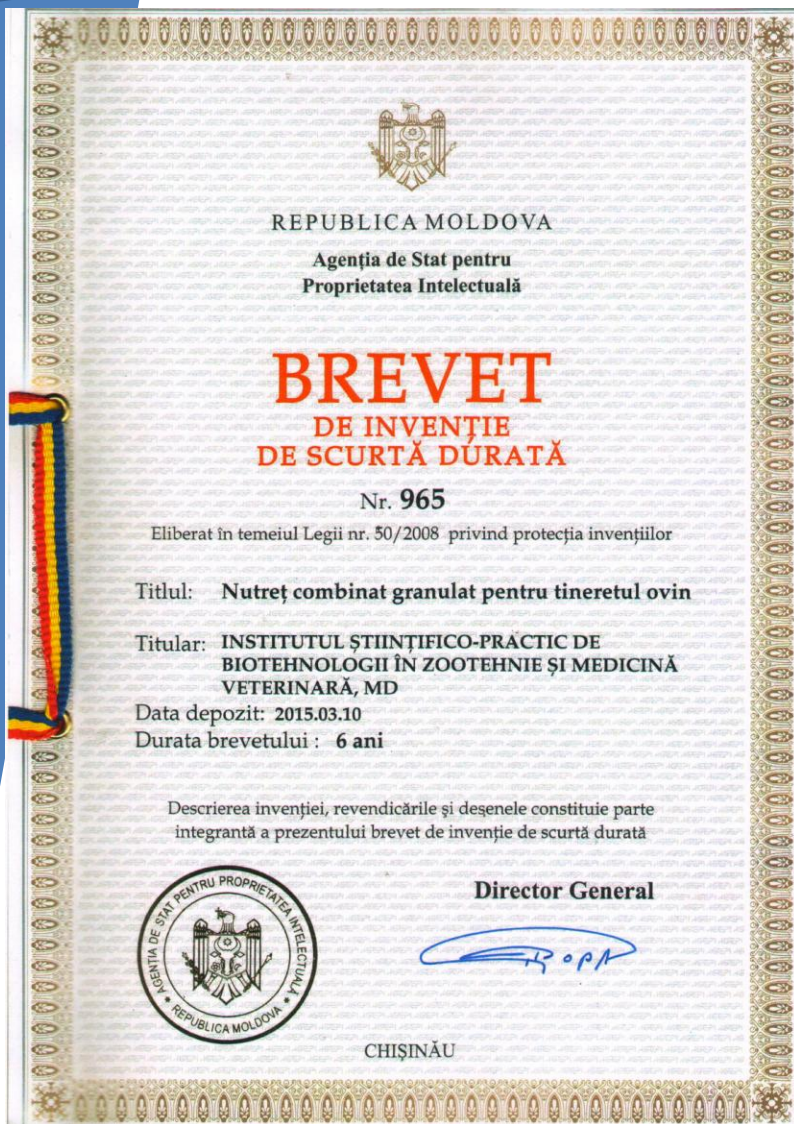 REPUBLICA MOLDOVA
Agenția de Stat pentru
Proprietatea Intelectuală
BREVET
DE INVENȚIE
DE SCURTĂ DURATĂ
Nr. 965
Eliberat în temeiul Legii nr. 50/2008 privind protecția invențiilor
Titlul: Nutreț combinat granulat pentru tineretul ovin
Titular: INSTITUTUL ȘTIINȚIFICO-PRACTIC DE
BIOTEHNOLOGII ÎN ZOOTEHNIE ȘI MEDICINĂ
VETERINARĂ, MD
Data depozit: 2015.03.10
Durata brevetului : 6 ani
Descrierea invenției, revendicările și desenele constituie parte
integrantă a prezentului brevet de invenție de scurtă durată
Director General
AGENȚIA DE STAT PENTRU PROPRIETATEA INTELECTUALĂ
REPUBLICA MOLDOVA
CHIȘINĂU